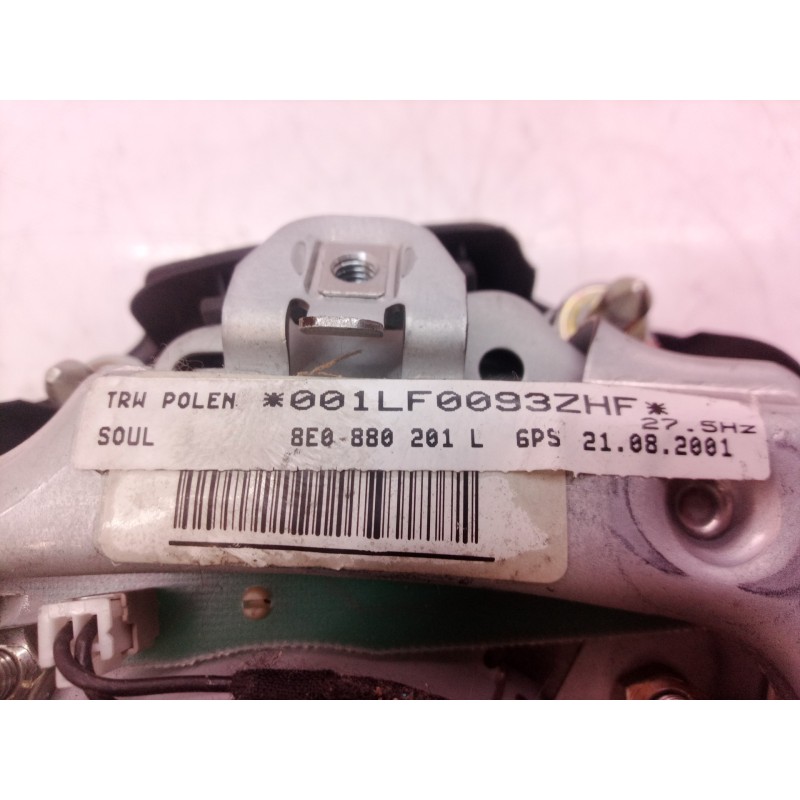 TRW POLEN *001LF0093ZHF*
27.5Hz
SOUL 8E0 880 201 L 6PS 21.08.2001